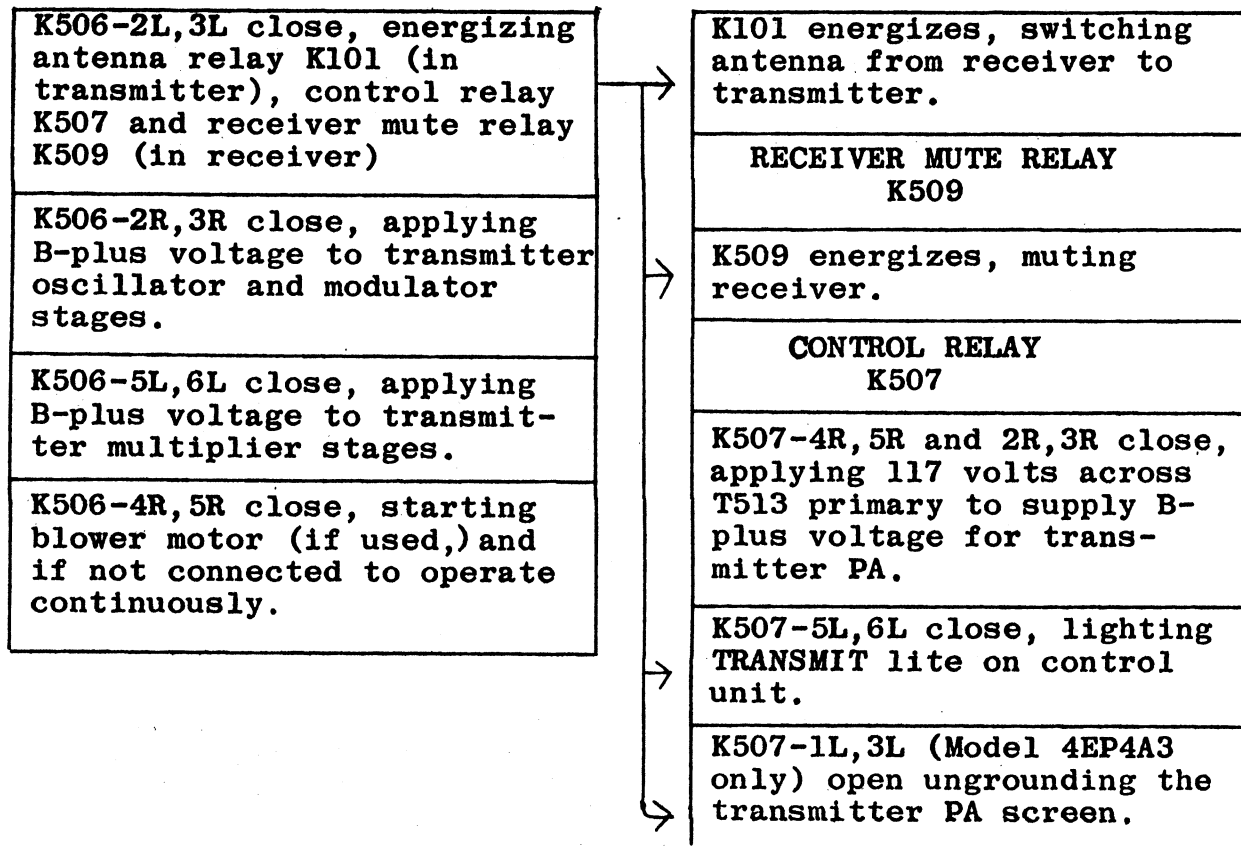 K506-2L,3L close, energizing
antenna relay K101 (in
transmitter), control relay
K507 and receiver mute relay
K509 (in receiver)
K506-2R,3R close, applying
B-plus voltage to transmitter
oscillator and modulator
stages.
K506-5L,6L close, applying
B-plus voltage to transmit-
ter multiplier stages.
K506-4R,5R close, starting
blower motor (if used,) and
if not connected to operate
continuously.
K101 energizes, switching
antenna from receiver to
transmitter.
RECEIVER MUTE RELAY
K509
K509 energizes, muting
receiver.
CONTROL RELAY
K507
K507-4R,5R and 2R,3R close,
applying 117 volts across
T513 primary to supply B-
plus voltage for trans-
mitter PA.
K507-5L,6L close, lighting
TRANSMIT lite on control
unit.
K507-1L,3L (Model 4EP4A3
only) open ungrounding the
transmitter PA screen.